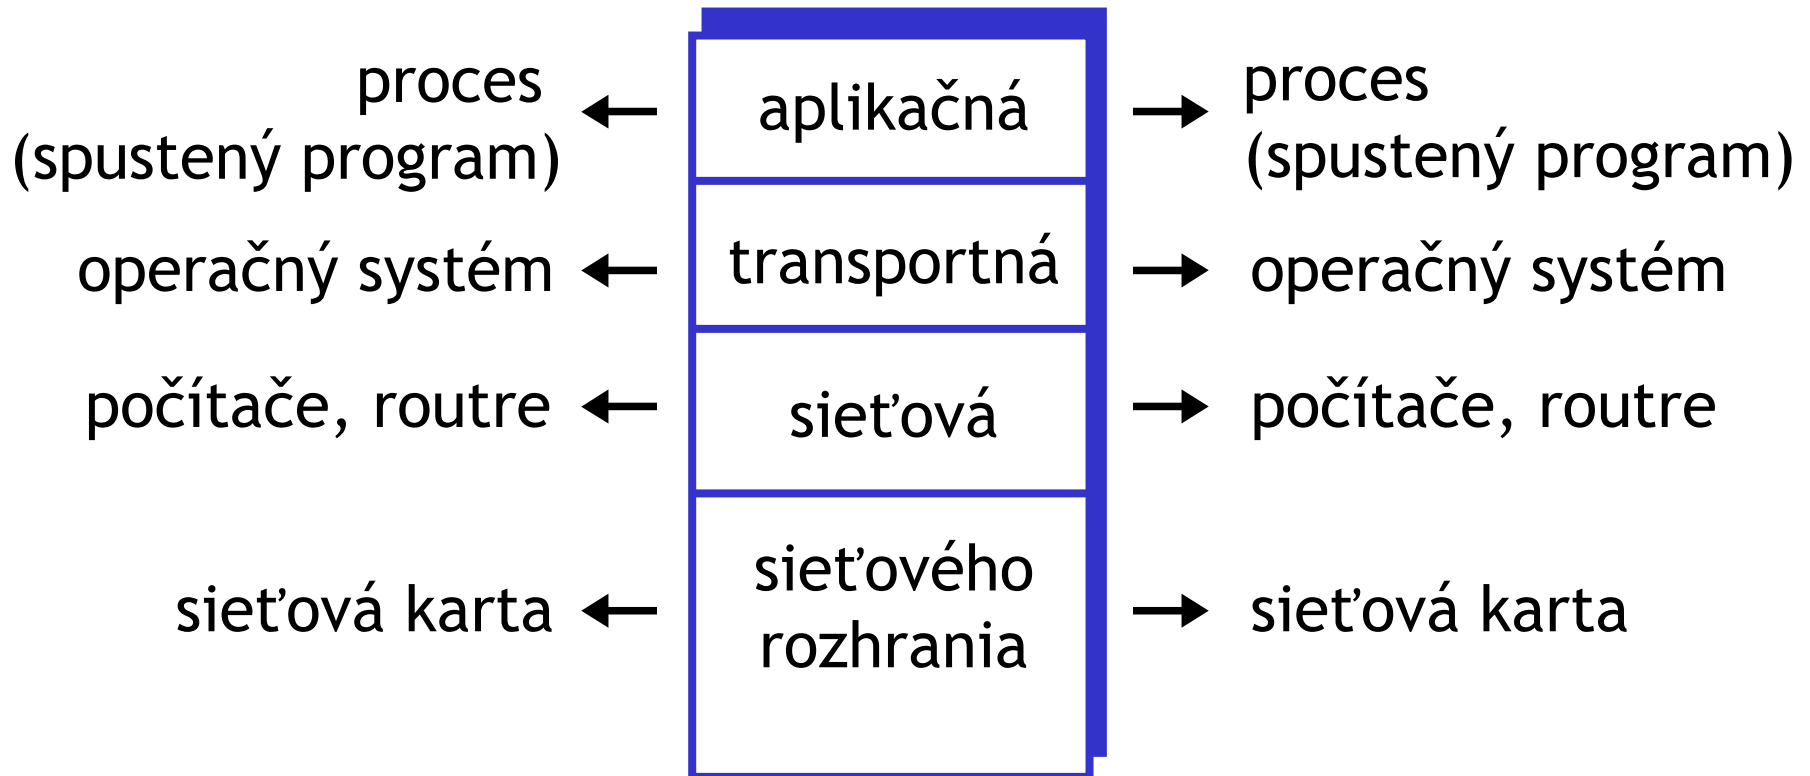 proces
(spustený program)
aplikačná
proces
(spustený program)
operačný systém
transportná
operačný systém
počítače, routre
sieťová
počítače, routre
sieťová karta
sieťového
rozhrania
sieťová karta